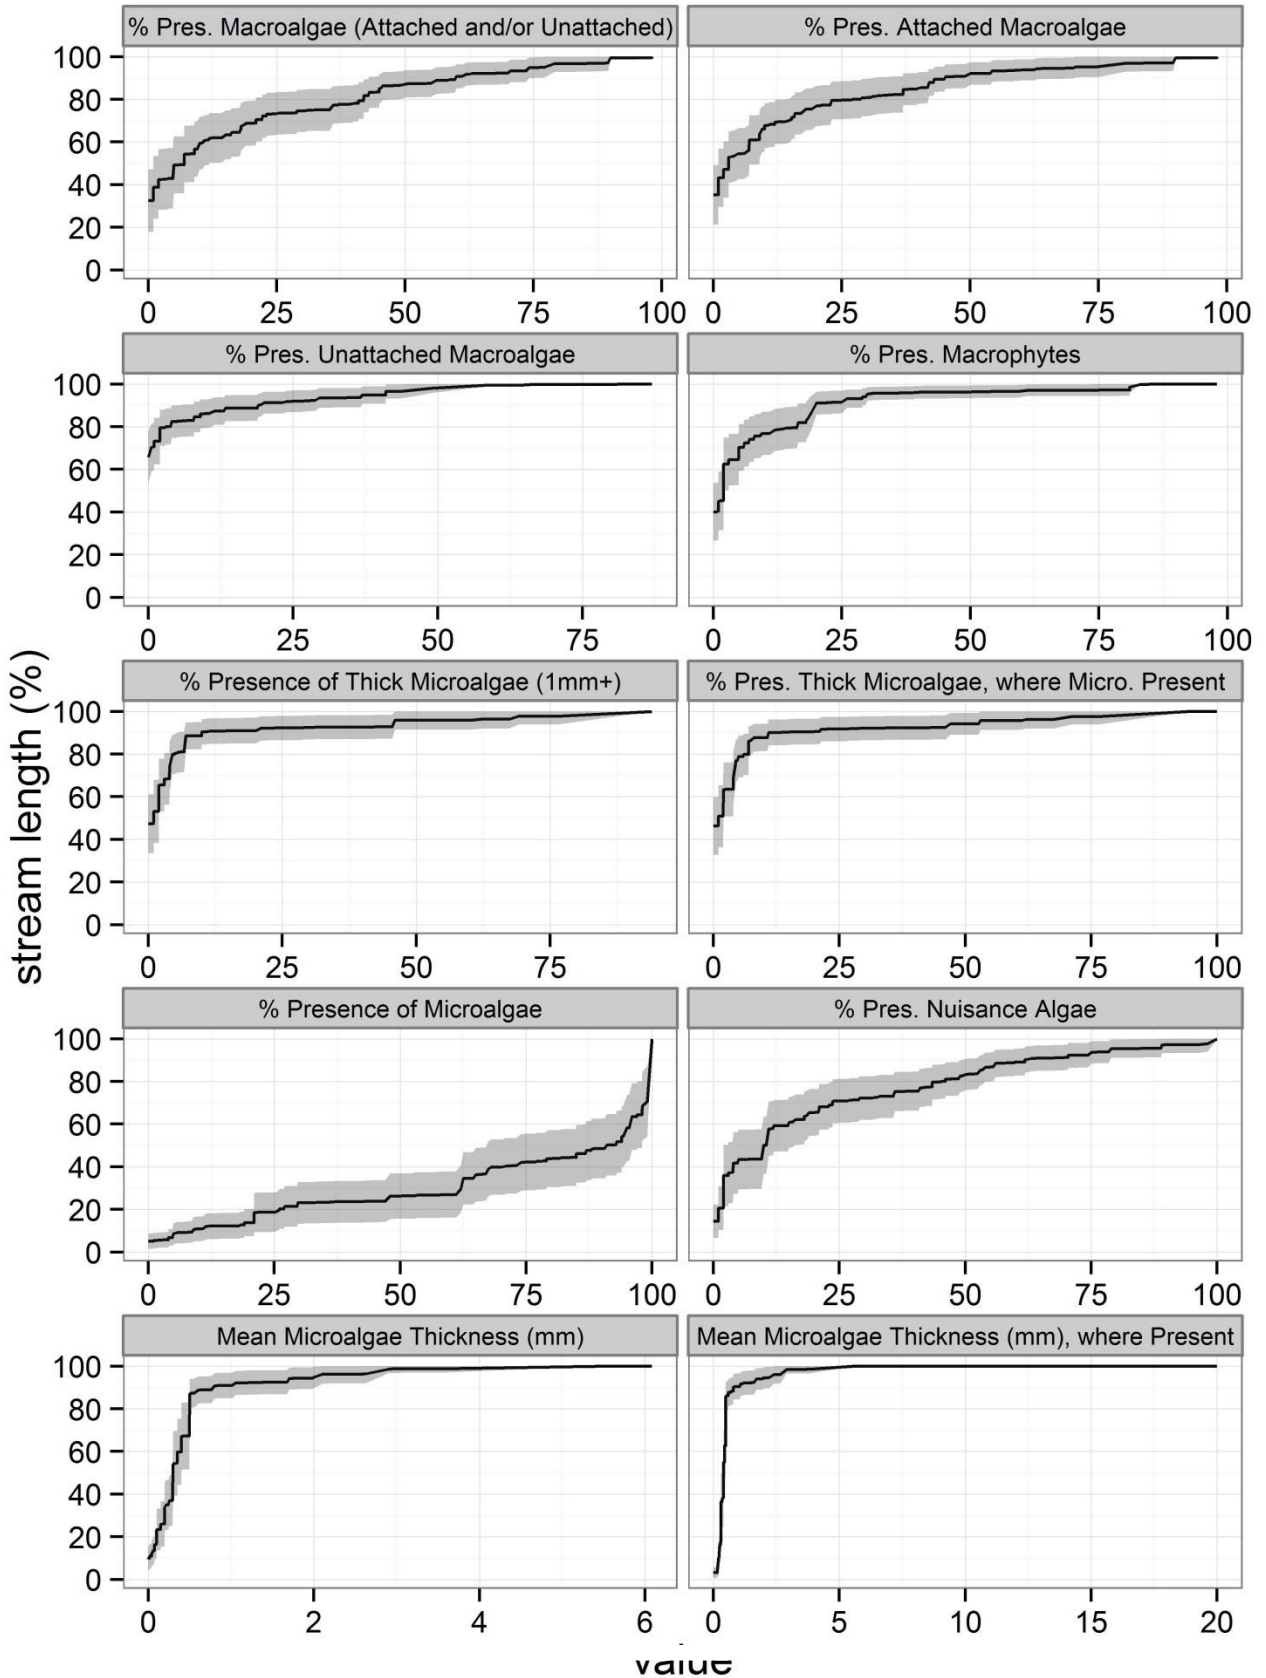 % Pres. Macroalgae (Attached and/or Unattached)
% Pres. Attached Macroalgae
100
80
60
40
20
0
0 25 50 75 100
0 25 50 75 100
% Pres. Unattached Macroalgae
% Pres. Macrophytes
100
80
60
40
20
0
0 25 50 75
0 25 50 75 100
% Presence of Thick Microalgae (1mm+)
% Pres. Thick Microalgae, where Micro. Present
100
80
60
40
20
0
0 25 50 75
0 25 50 75 100
stream length (%)
% Presence of Microalgae
% Pres. Nuisance Algae
100
80
60
40
20
0
0 25 50 75 100
0 25 50 75 100
Mean Microalgae Thickness (mm)
Mean Microalgae Thickness (mm), where Present
100
80
60
40
20
0
0 2 4 6
0 5 10 15 20
value